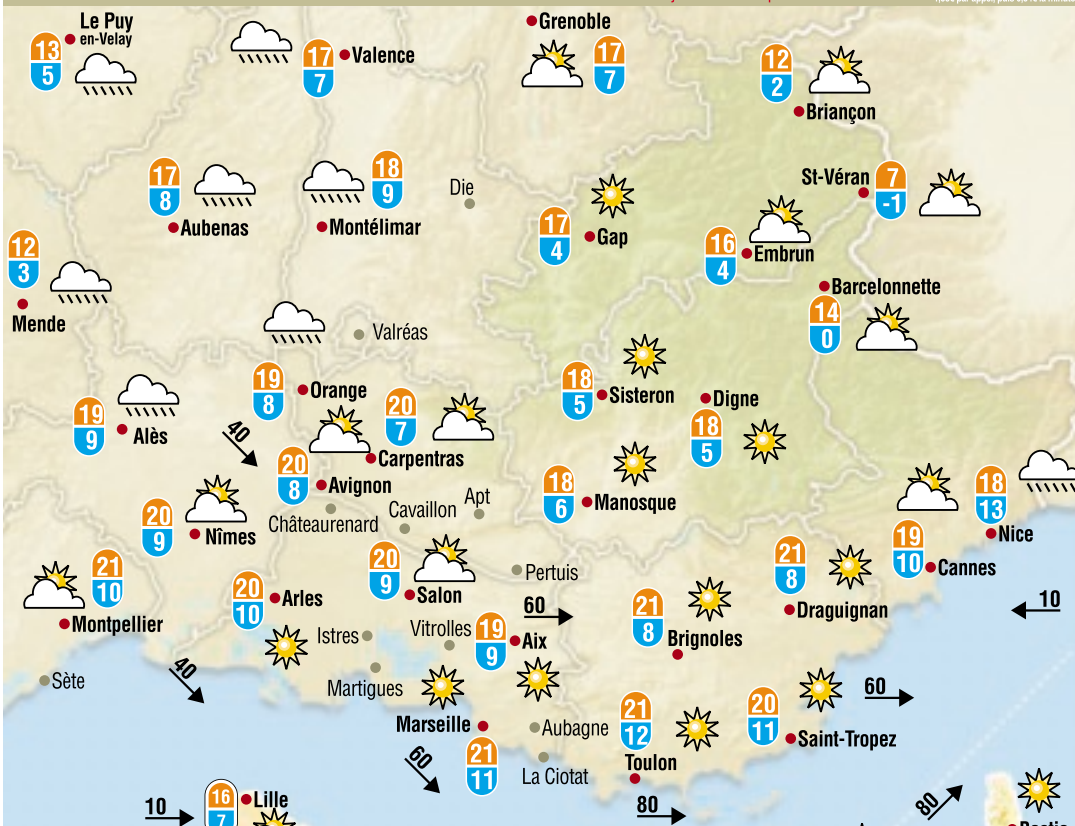 Le Puy
en-Velay
13
5
17
7
Valence
Grenoble
17
7
12
2
Briançon
17
8
Aubenas
18
9
Montélimar
Die
17
4
Gap
St-Véran
7
-1
16
4
Embrun
12
3
Mende
Barcelonnette
14
0
Valréas
19
8
Orange
20
7
Carpentras
18
5
Sisteron
Digne
18
5
19
9
Alès
40
20
8
Avignon
18
6
Manosque
Apt
Cavaillon
Châteaurenard
20
9
Nîmes
18
13
Nice
19
10
Cannes
21
10
Montpellier
20
10
Arles
20
9
Salon
Pertuis
60
21
8
Draguignan
10
21
8
Brignoles
Istres
Vitrolles
19
9
Aix
Sète
40
Martigues
Marseille
21
11
Aubagne
La Ciotat
60
21
12
Toulon
20
11
Saint-Tropez
60
10
16
7
Lille
80
80